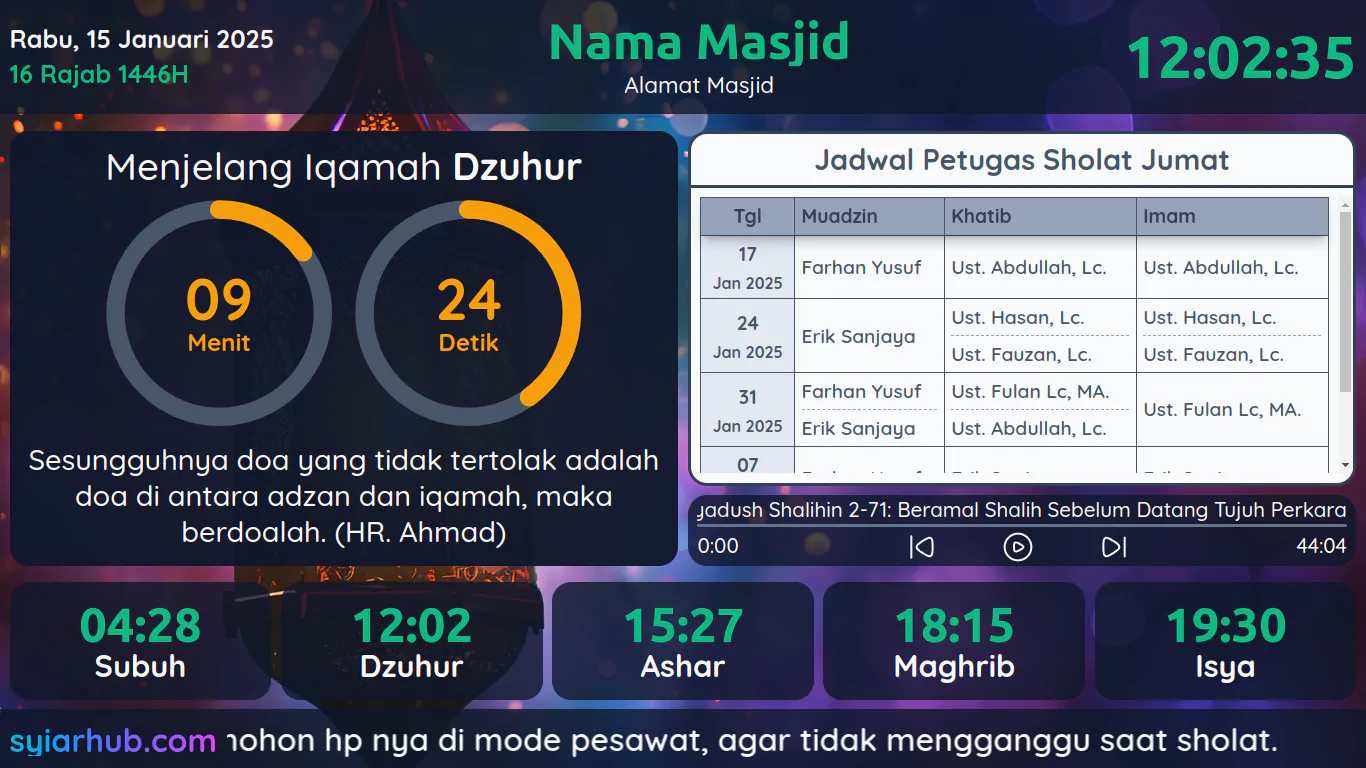 Rabu, 15 Januari 2025
16 Rajab 1446H
Nama Masjid
Alamat Masjid
12:02:35
Menjelang Iqamah Dzuhur
09
Menit
24
Detik
Sesungguhnya doa yang tidak tertolak adalah
doa di antara adzan dan iqamah, maka
berdoalah. (HR. Ahmad)
Jadwal Petugas Sholat Jumat
Tgl Muadzin Khatib Imam
17 Jan 2025 Farhan Yusuf Ust. Abdullah, Lc. Ust. Abdullah, Lc.
24 Jan 2025 Erik Sanjaya Ust. Hasan, Lc. Ust. Hasan, Lc.
Ust. Fauzan, Lc. Ust. Fauzan, Lc.
31 Jan 2025 Farhan Yusuf Ust. Fulan Lc, MA. Ust. Fulan Lc, MA.
Erik Sanjaya Ust. Abdullah, Lc.
07
Shalihin 2-71: Beramal Shalih Sebelum Datang Tujuh Perkara
0:00 44:04
04:28
Subuh
12:02
Dzuhur
15:27
Ashar
18:15
Maghrib
19:30
Isya
syiarhub.com hp nya di mode pesawat, agar tidak mengganggu saat sholat.